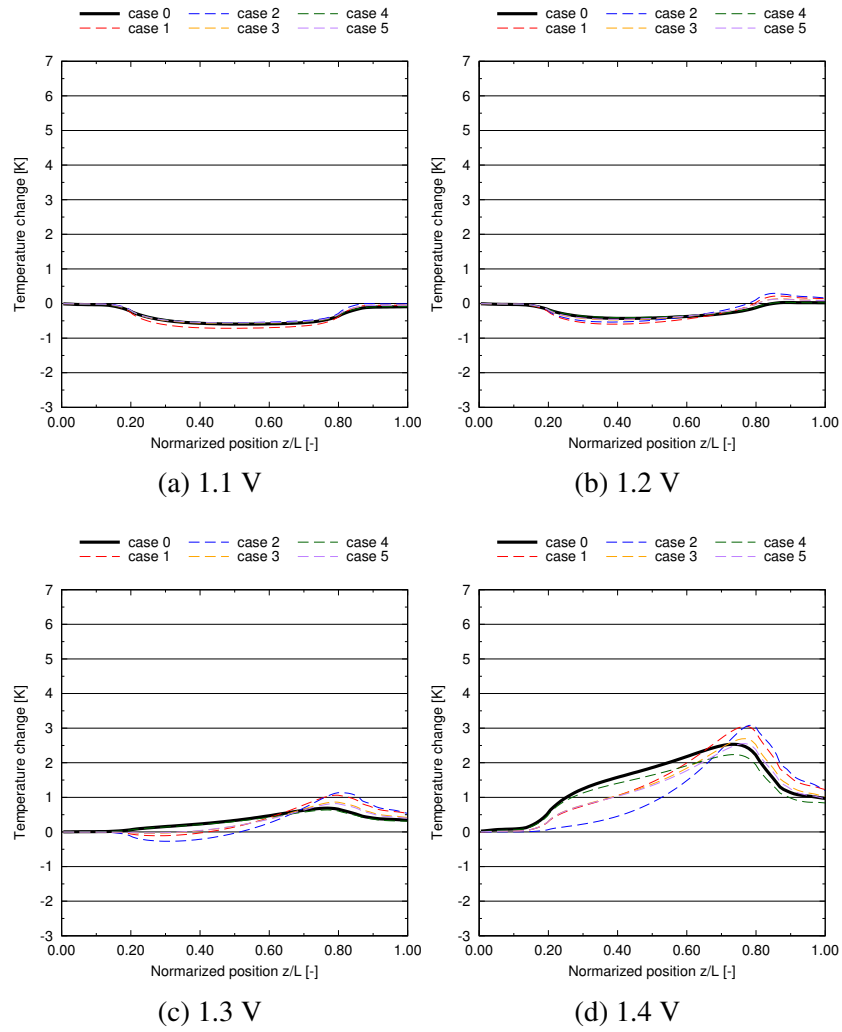 case 0 case 2 case 4
case 1 case 3 case 5
7
6
5
4
3
2
1
0
-1
-2
-3
Temperature change [K]
0.00 0.20 0.40 0.60 0.80 1.00
Normarized position z/L [-]
(a) 1.1 V
case 0 case 2 case 4
case 1 case 3 case 5
7
6
5
4
3
2
1
0
-1
-2
-3
Temperature change [K]
0.00 0.20 0.40 0.60 0.80 1.00
Normarized position z/L [-]
(b) 1.2 V
case 0 case 2 case 4
case 1 case 3 case 5
7
6
5
4
3
2
1
0
-1
-2
-3
Temperature change [K]
0.00 0.20 0.40 0.60 0.80 1.00
Normarized position z/L [-]
(c) 1.3 V
case 0 case 2 case 4
case 1 case 3 case 5
7
6
5
4
3
2
1
0
-1
-2
-3
Temperature change [K]
0.00 0.20 0.40 0.60 0.80 1.00
Normarized position z/L [-]
(d) 1.4 V